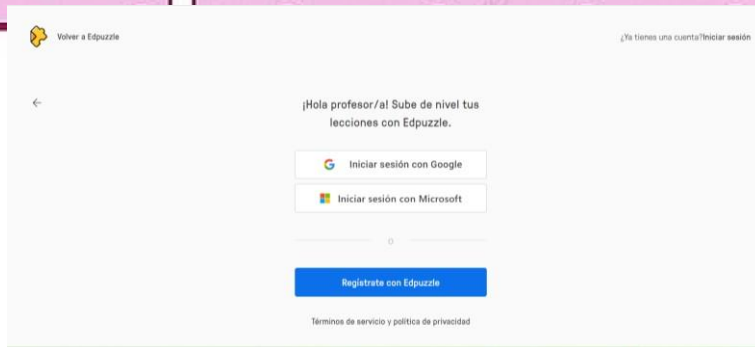 Volver a Edpuzzle
¿Ya tienes una cuenta?Iniciar sesión
¡Hola profesor/a! Sube de nivel tus
lecciones con Edpuzzle.
Iniciar sesión con Google
Iniciar sesión con Microsoft
o
Regístrate con Edpuzzle
Términos de servicio y política de privacidad